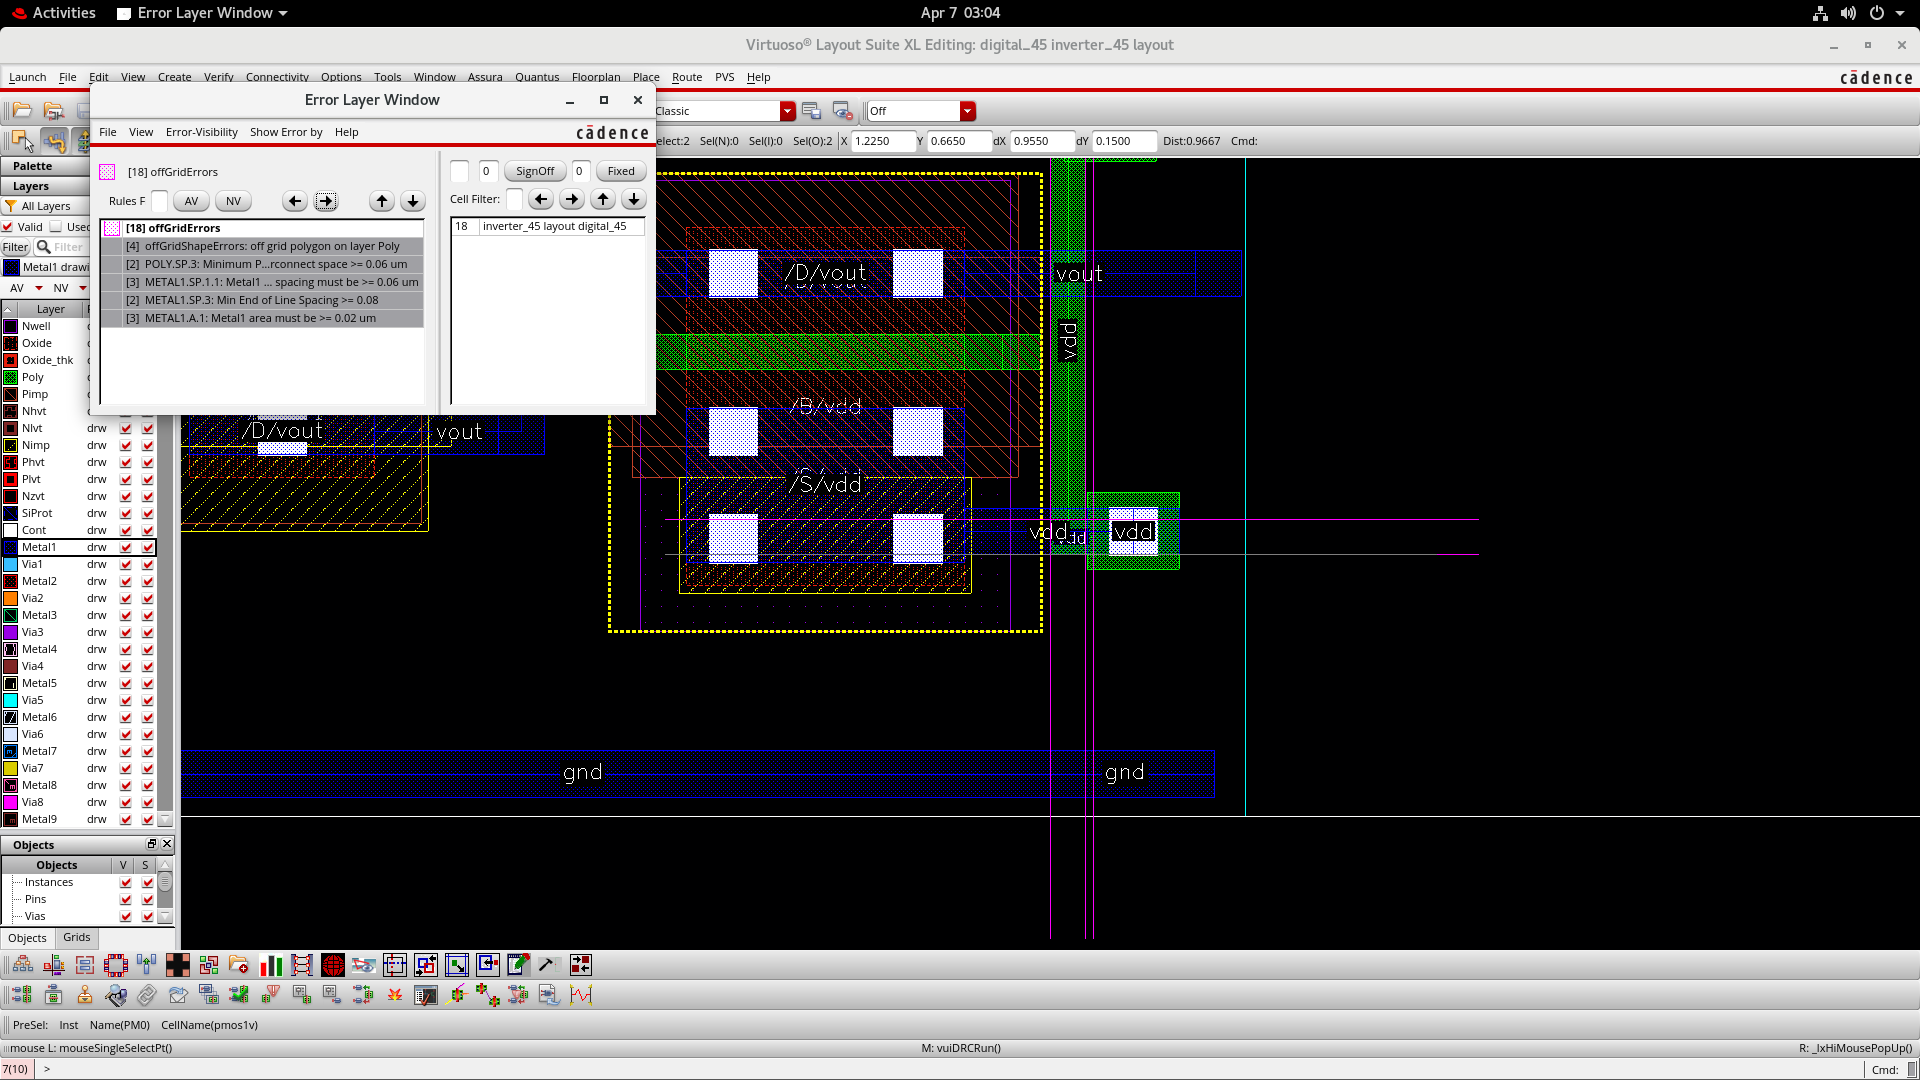 Activities
Error Layer Window
Apr 7 03:04
Virtuoso® Layout Suite XL Editing: digital_45 inverter_45 layout
Launch File Edit View Create Verify Connectivity Options Tools Window Assura Quantus Floorplan Place Route PVS Help
cādence
Classic
Off
elect:2 Sel(N):0 Sel(I):0 Sel(O):2 X 1.2250 Y 0.6650 dX 0.9550 dY 0.1500 Dist:0.9667 Cmd:
Error Layer Window
File View Error-Visibility Show Error by Help
cādence
[18] offGridErrors
Rules F AV NV
[18] offGridErrors
[4] offGridShapeErrors: off grid polygon on layer Poly
[2] POLY.SP.3: Minimum P...rconnect space >= 0.06 um
[3] METAL1.SP.1.1: Metal1 ... spacing must be >= 0.06 um
[2] METAL1.SP.3: Min End of Line Spacing >= 0.08
[3] METAL1.A.1: Metal1 area must be >= 0.02 um
0 SignOff 0 Fixed
Cell Filter:
18 inverter_45 layout digital_45
Palette
Layers
All Layers
Valid Used
Filter Filter
Metal1 drawi
AV NV
Layer
Nwell
Oxide
Oxide_thk
Poly
Pimp
Nhvt
Nlvt drw
Nimp drw
Phvt drw
Plvt drw
Nzvt drw
SiProt drw
Cont drw
Metal1 drw
Via1 drw
Metal2 drw
Via2 drw
Metal3 drw
Via3 drw
Metal4 drw
Via4 drw
Metal5 drw
Via5 drw
Metal6 drw
Via6 drw
Metal7 drw
Via7 drw
Metal8 drw
Via8 drw
Metal9 drw
Objects
Objects V S
Instances
Pins
Vias
Objects Grids
/D/vout
vout
vdd
/B/vdd
/S/vdd
/D/vout
vout
vdd
vdd
vdd
gnd
gnd
PreSel: Inst Name(PM0) CellName(pmos1v)
mouse L: mouseSingleSelectPt()
M: vuiDRCRun()
R: _lxHiMousePopUp()
7(10) >
Cmd: